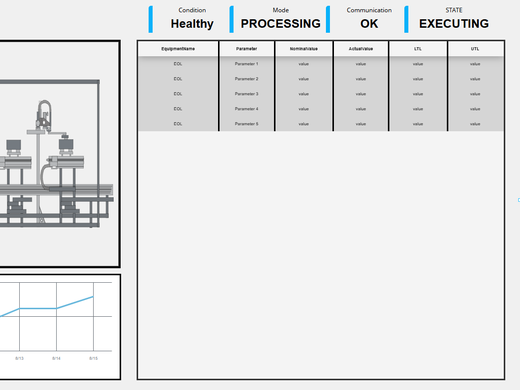 Condition Mode Communication STATE
Healthy PROCESSING OK EXECUTING
EquipmentName Parameter NominalValue ActualValue LTL UTL
EOL Parameter 1 value value value value
EOL Parameter 2 value value value value
EOL Parameter 3 value value value value
EOL Parameter 4 value value value value
EOL Parameter 5 value value value value